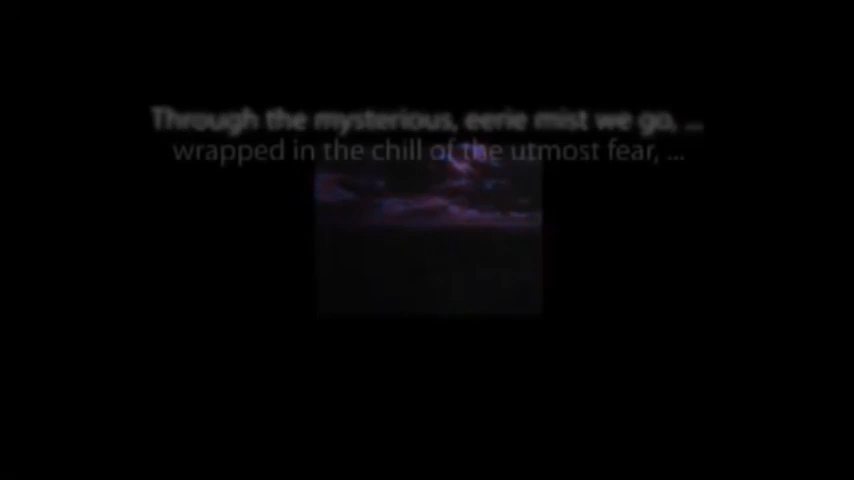 Through the mysterious, eerie mist we go, ...
wrapped in the chill of the utmost fear, ...